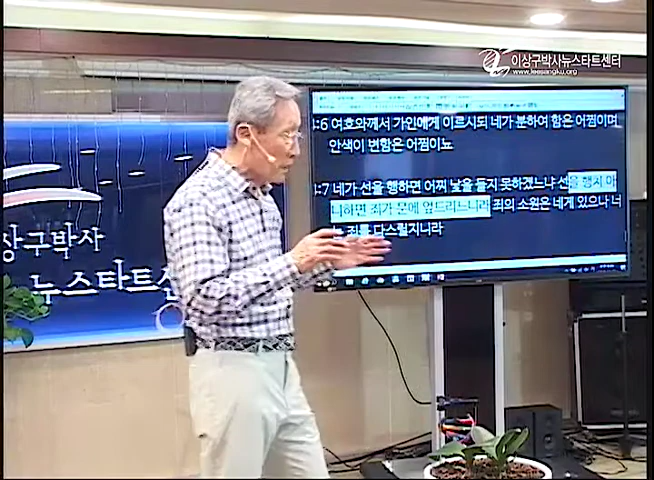 이상구박사뉴스타트센터
www.leesangku.org
:6 여호와께서 가인에게 이르시되 네가 분하여 함은 어찜이며
안색이 변함은 어찜이뇨
:7 네가 선을 행하면 어찌 낯을 들지 못하겠느냐 선을 행치 아
니하면 죄가 문에 엎드리느니라 죄의 소원은 네게 있으나 너
는 죄를 다스릴지니라
상구박사
뉴스타트